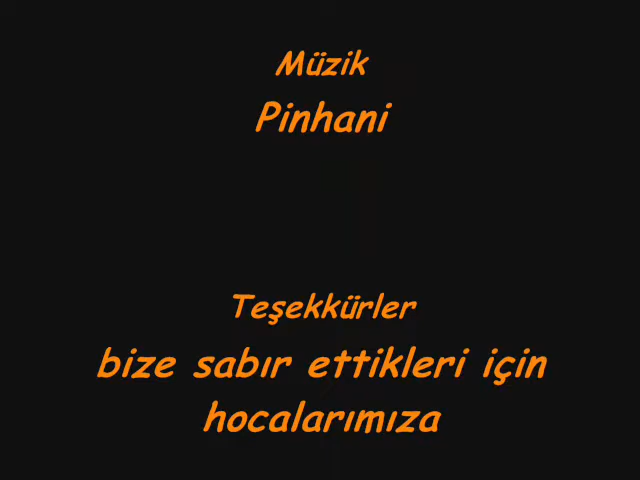 Müzik
Pinhani
Teşekkürler
bize sabır ettikleri için
hocalarımıza